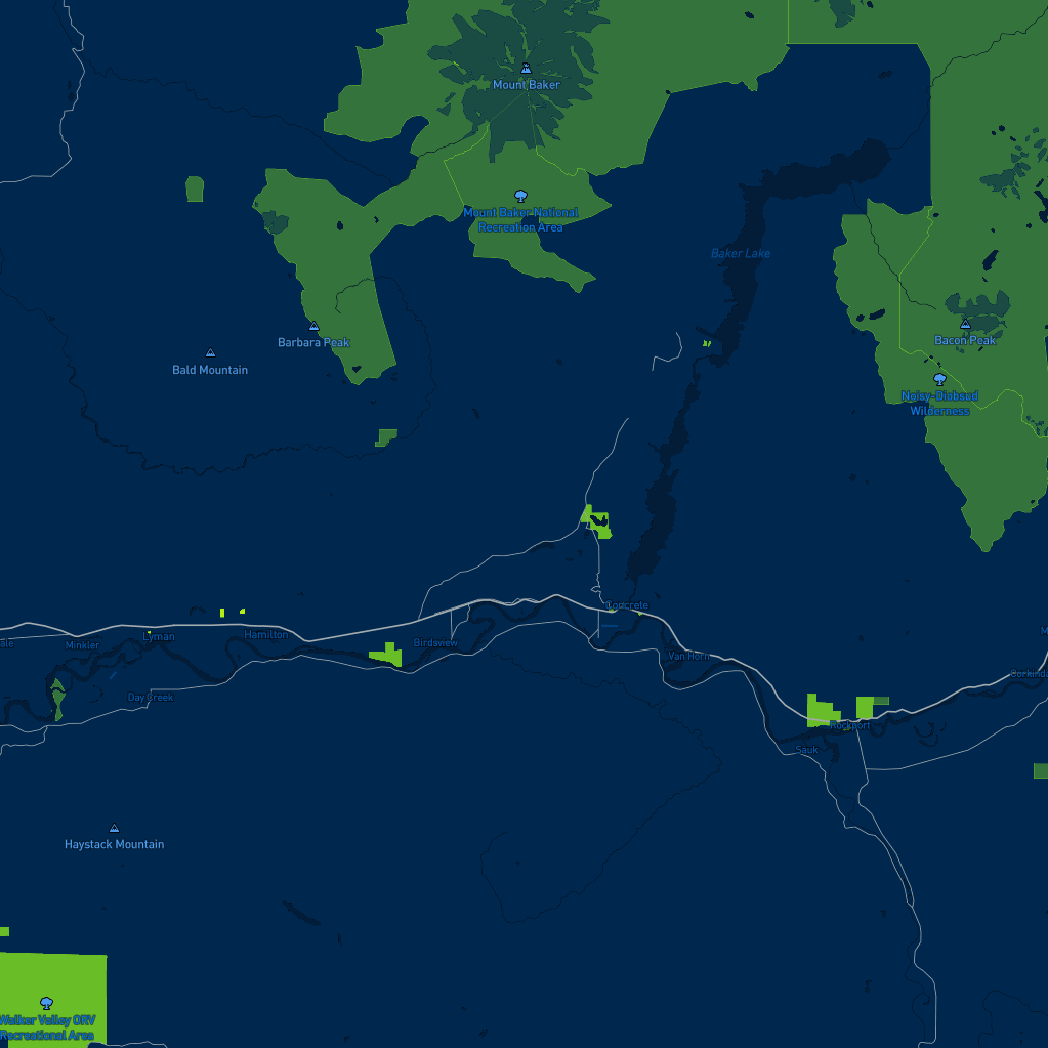 Mount Baker
Mount Baker National
Recreation Area
Baker Lake
Barbara Peak
Bacon Peak
Bald Mountain
Noisy-Diobsud
Wilderness
Concrete
Lyman
Hamilton
Minkler
Birdsview
Van Horn
Day Creek
Rockport
Sauk
Haystack Mountain
Walker Valley ORV
Recreational Area